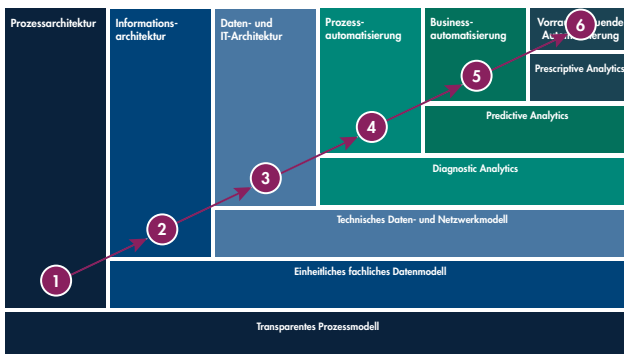 Prozessarchitektur
Informations-
architektur
Daten- und
IT-Architektur
Prozess-
automatisierung
Business-
automatisierung
6
Prescriptive Analytics
5
Predictive Analytics
4
Diagnostic Analytics
3
Technisches Daten- und Netzwerkmodell
2
Einheitliches fachliches Datenmodell
1
Transparentes Prozessmodell